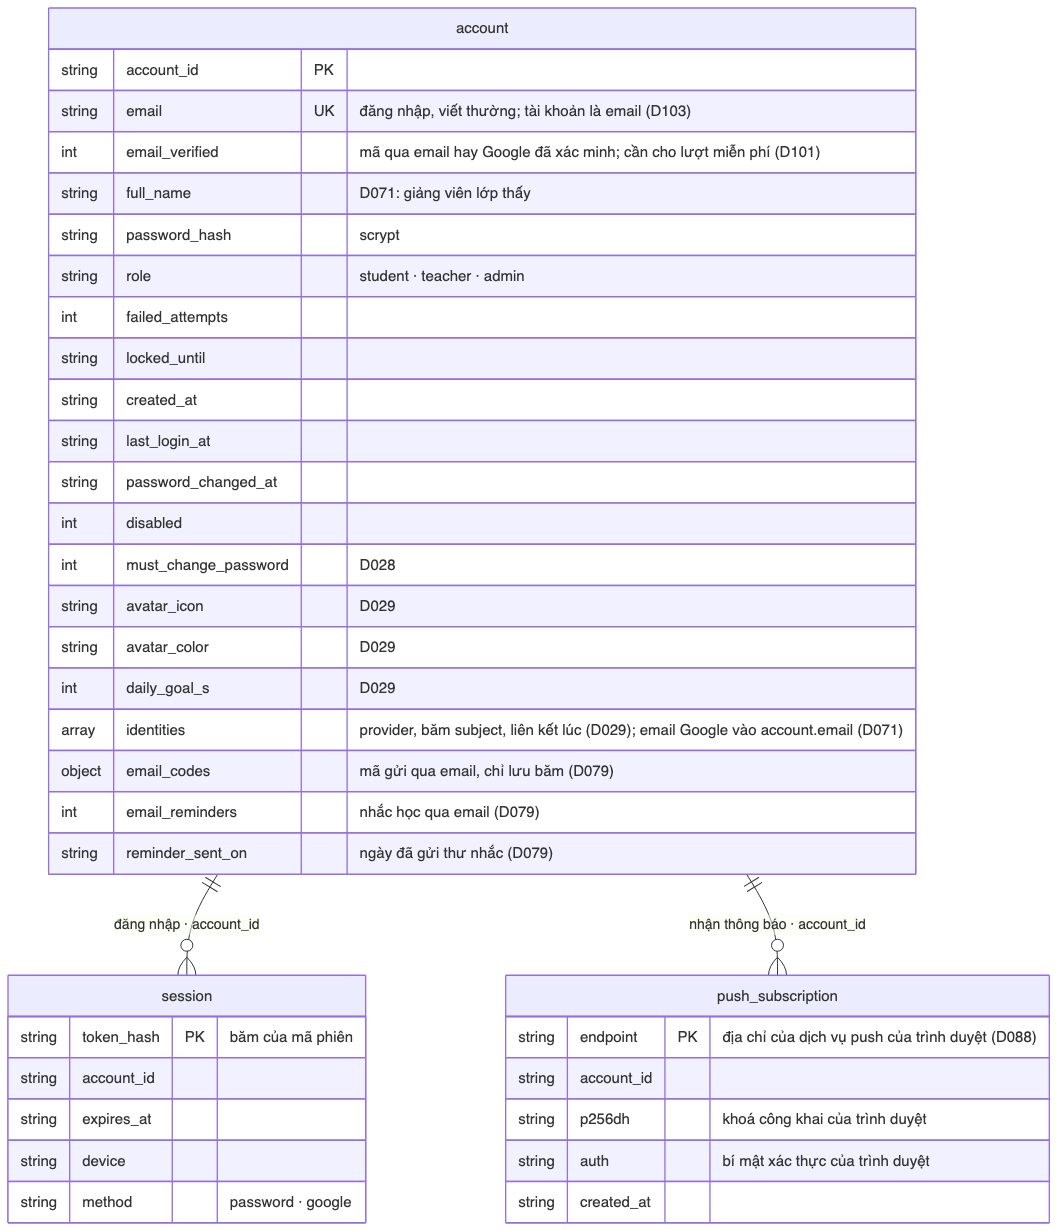 account
string account_id PK
string email UK đăng nhập, viết thường; tài khoản là email (D103)
int email_verified mã qua email hay Google đã xác minh; cần cho lượt miễn phí (D101)
string full_name D071: giảng viên lớp thấy
string password_hash scrypt
string role student · teacher · admin
int failed_attempts
string locked_until
string created_at
string last_login_at
string password_changed_at
int disabled
int must_change_password D028
string avatar_icon D029
string avatar_color D029
int daily_goal_s D029
array identities provider, băm subject, liên kết lúc (D029); email Google vào account.email (D071)
object email_codes mã gửi qua email, chỉ lưu băm (D079)
int email_reminders nhắc học qua email (D079)
string reminder_sent_on ngày đã gửi thư nhắc (D079)
đăng nhập · account_id
nhận thông báo · account_id
session
string token_hash PK băm của mã phiên
string account_id
string expires_at
string device
string method password · google
push_subscription
string endpoint PK địa chỉ của dịch vụ push của trình duyệt (D088)
string account_id
string p256dh khoá công khai của trình duyệt
string auth bí mật xác thực của trình duyệt
string created_at